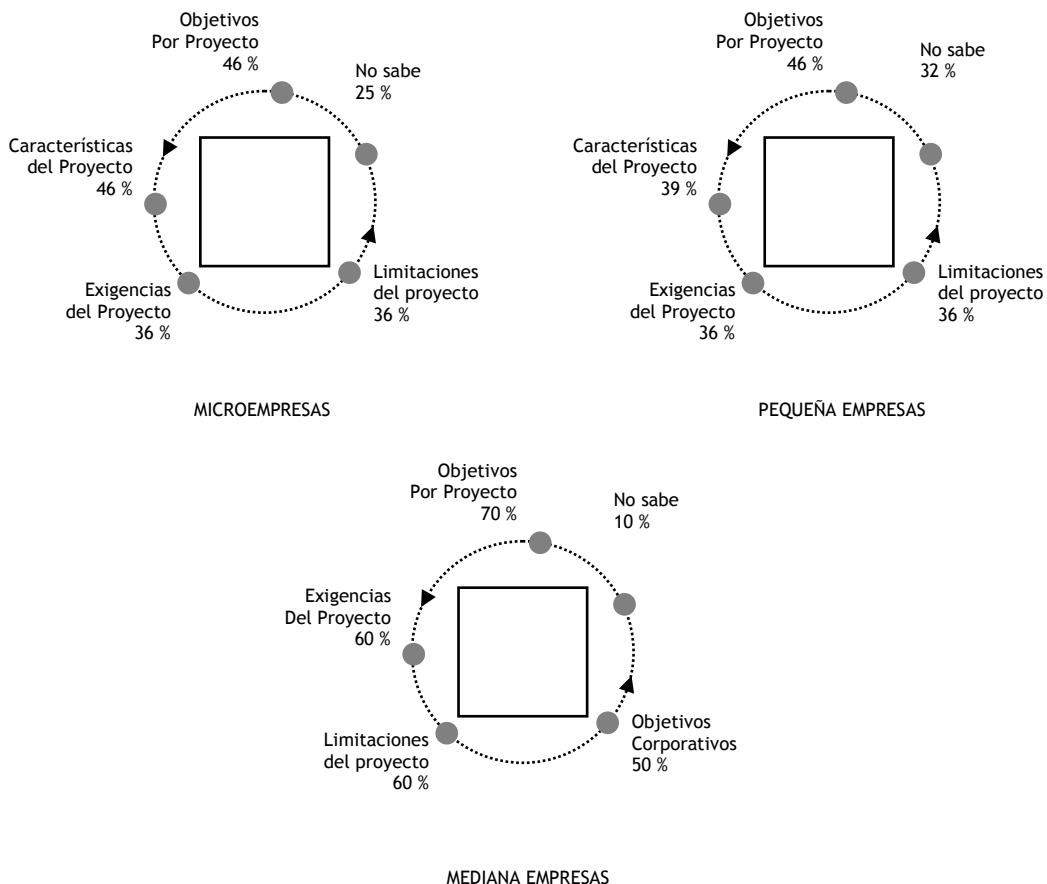 Objetivos
Por Proyecto
46 %
No sabe
25 %
Características
del Proyecto
46 %
Exigencias
del Proyecto
36 %
Limitaciones
del proyecto
36 %
MICROEMPRESAS
Objetivos
Por Proyecto
46 %
No sabe
32 %
Características
del Proyecto
39 %
Exigencias
del Proyecto
36 %
Limitaciones
del proyecto
36 %
PEQUEÑA EMPRESAS
Objetivos
Por Proyecto
70 %
No sabe
10 %
Exigencias
Del Proyecto
60 %
Limitaciones
del proyecto
60 %
Objetivos
Corporativos
50 %
MEDIANA EMPRESAS